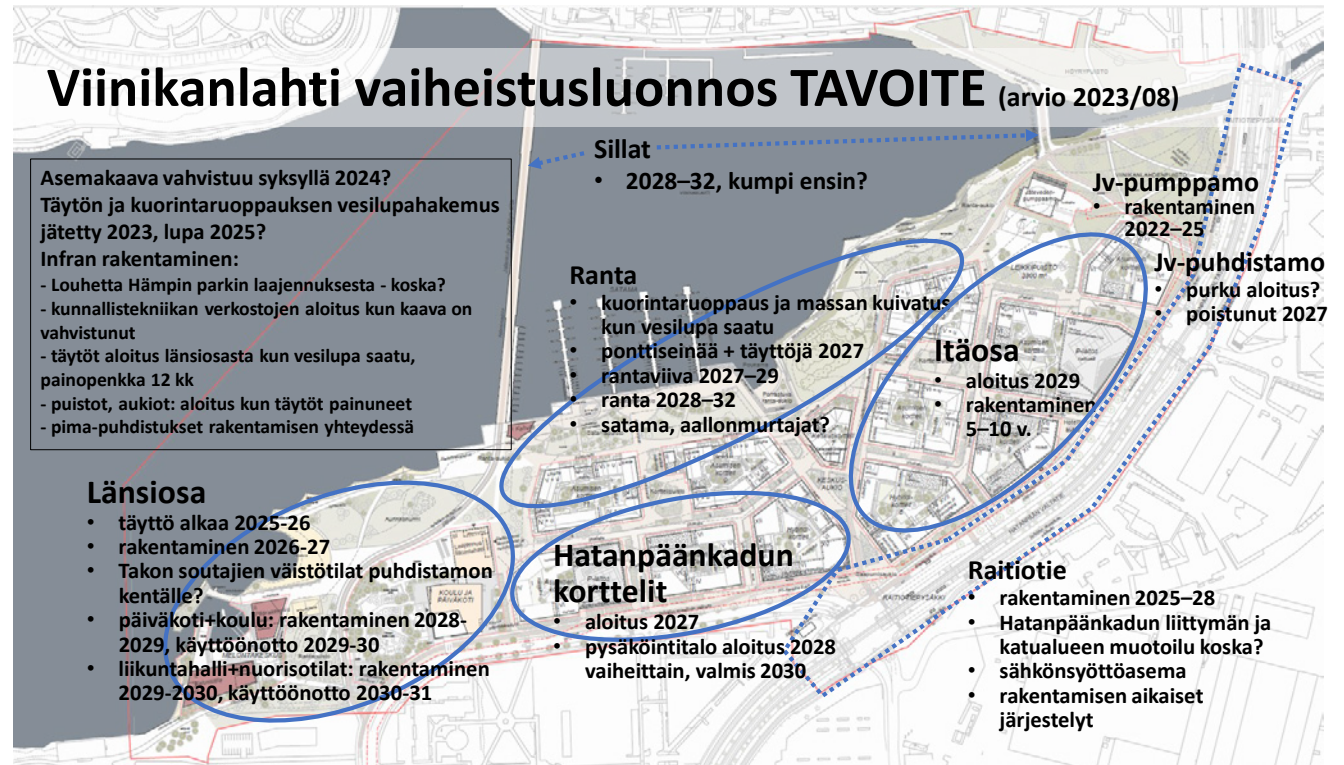 Viinikanlahti vaiheistusluonnos TAVOITE (arvio 2023/08)
Asemakaava vahvistuu syksyllä 2024?
Täytön ja kuorintaruoppauksen vesilupahakemus
jätetty 2023, lupa 2025?
Infran rakentaminen:
- Louhetta Hämpin parkin laajennuksesta - koska?
- kunnallistekniikan verkostojen aloitus kun kaava on
vahvistunut
- täytöt aloitus länsiosasta kun vesilupa saatu,
painopenkka 12 kk
- puistot, aukiot: aloitus kun täytöt painuneet
- pima-puhdistukset rakentamisen yhteydessä
Sillat
• 2028–32, kumpi ensin?
Jv-pumppamo
• rakentaminen
2022–25
Jv-puhdistamo
• purku aloitus?
• poistunut 2027
Ranta
• kuorintaruoppaus ja massan kuivatus
kun vesilupa saatu
• ponttiseinää + täyttöjä 2027
• rantaviiva 2027–29
• ranta 2028–32
• satama, aallonmurtajat?
Itäosa
• aloitus 2029
• rakentaminen
5–10 v.
Länsiosa
• täyttö alkaa 2025-26
• rakentaminen 2026-27
• Takon soutajien väistötilat puhdistamon
kentälle?
• päiväkoti+koulu: rakentaminen 2028-
2029, käyttöönotto 2029-30
• liikuntahalli+nuorisotilat: rakentaminen
2029-2030, käyttöönotto 2030-31
Hatanpäänkadun
korttelit
• aloitus 2027
• pysäköintitalo aloitus 2028
vaiheittain, valmis 2030
Raitiotie
• rakentaminen 2025–28
• Hatanpäänkadun liittymän ja
katualueen muotoilu koska?
• sähkönsyöttöasema
• rakentamisen aikaiset
järjestelyt
SATAMA
KOULU JA
PÄIVÄKOTI
MELONTAKESKUS